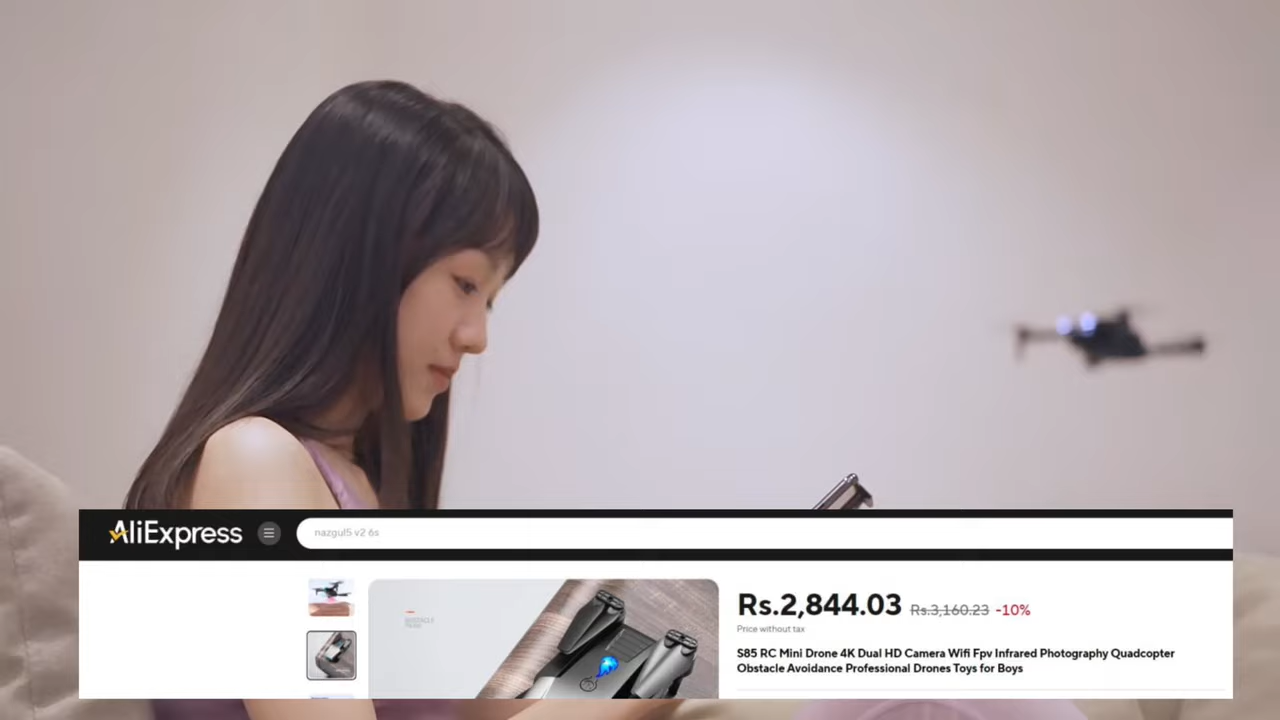 AliExpress
nazgul5 v2 6s
OBSTACLE
Rs.2,844.03 Rs.3,160.23 -10%
Price without tax
S85 RC Mini Drone 4K Dual HD Camera Wifi Fpv Infrared Photography Quadcopter
Obstacle Avoidance Professional Drones Toys for Boys